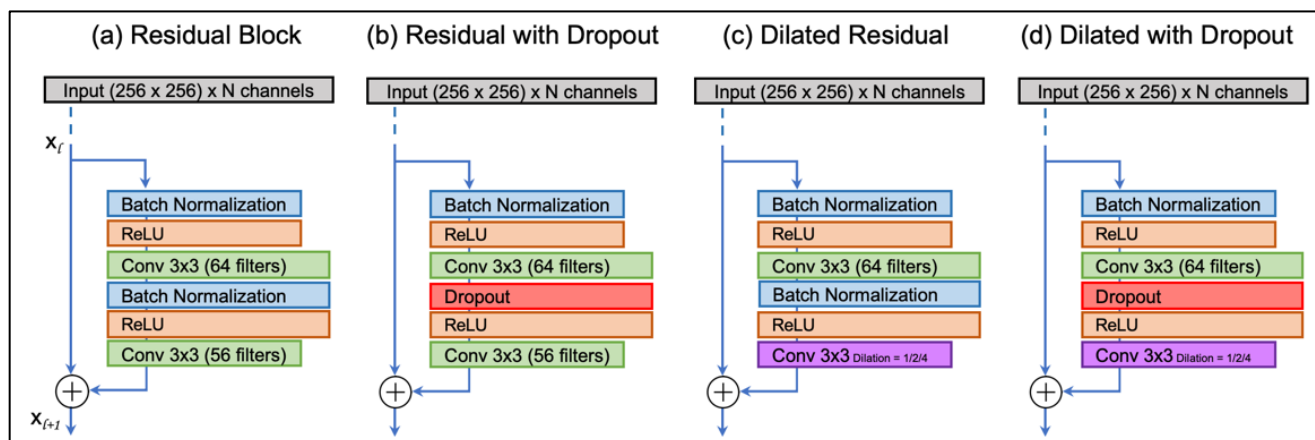 (a) Residual Block
Input (256 x 256) x N channels
xℓ
Batch Normalization
ReLU
Conv 3x3 (64 filters)
Batch Normalization
ReLU
Conv 3x3 (56 filters)
+
xℓ+1
(b) Residual with Dropout
Input (256 x 256) x N channels
Batch Normalization
ReLU
Conv 3x3 (64 filters)
Dropout
ReLU
Conv 3x3 (56 filters)
+
(c) Dilated Residual
Input (256 x 256) x N channels
Batch Normalization
ReLU
Conv 3x3 (64 filters)
Batch Normalization
ReLU
Conv 3x3 Dilation = 1/2/4
+
(d) Dilated with Dropout
Input (256 x 256) x N channels
Batch Normalization
ReLU
Conv 3x3 (64 filters)
Dropout
ReLU
Conv 3x3 Dilation = 1/2/4
+